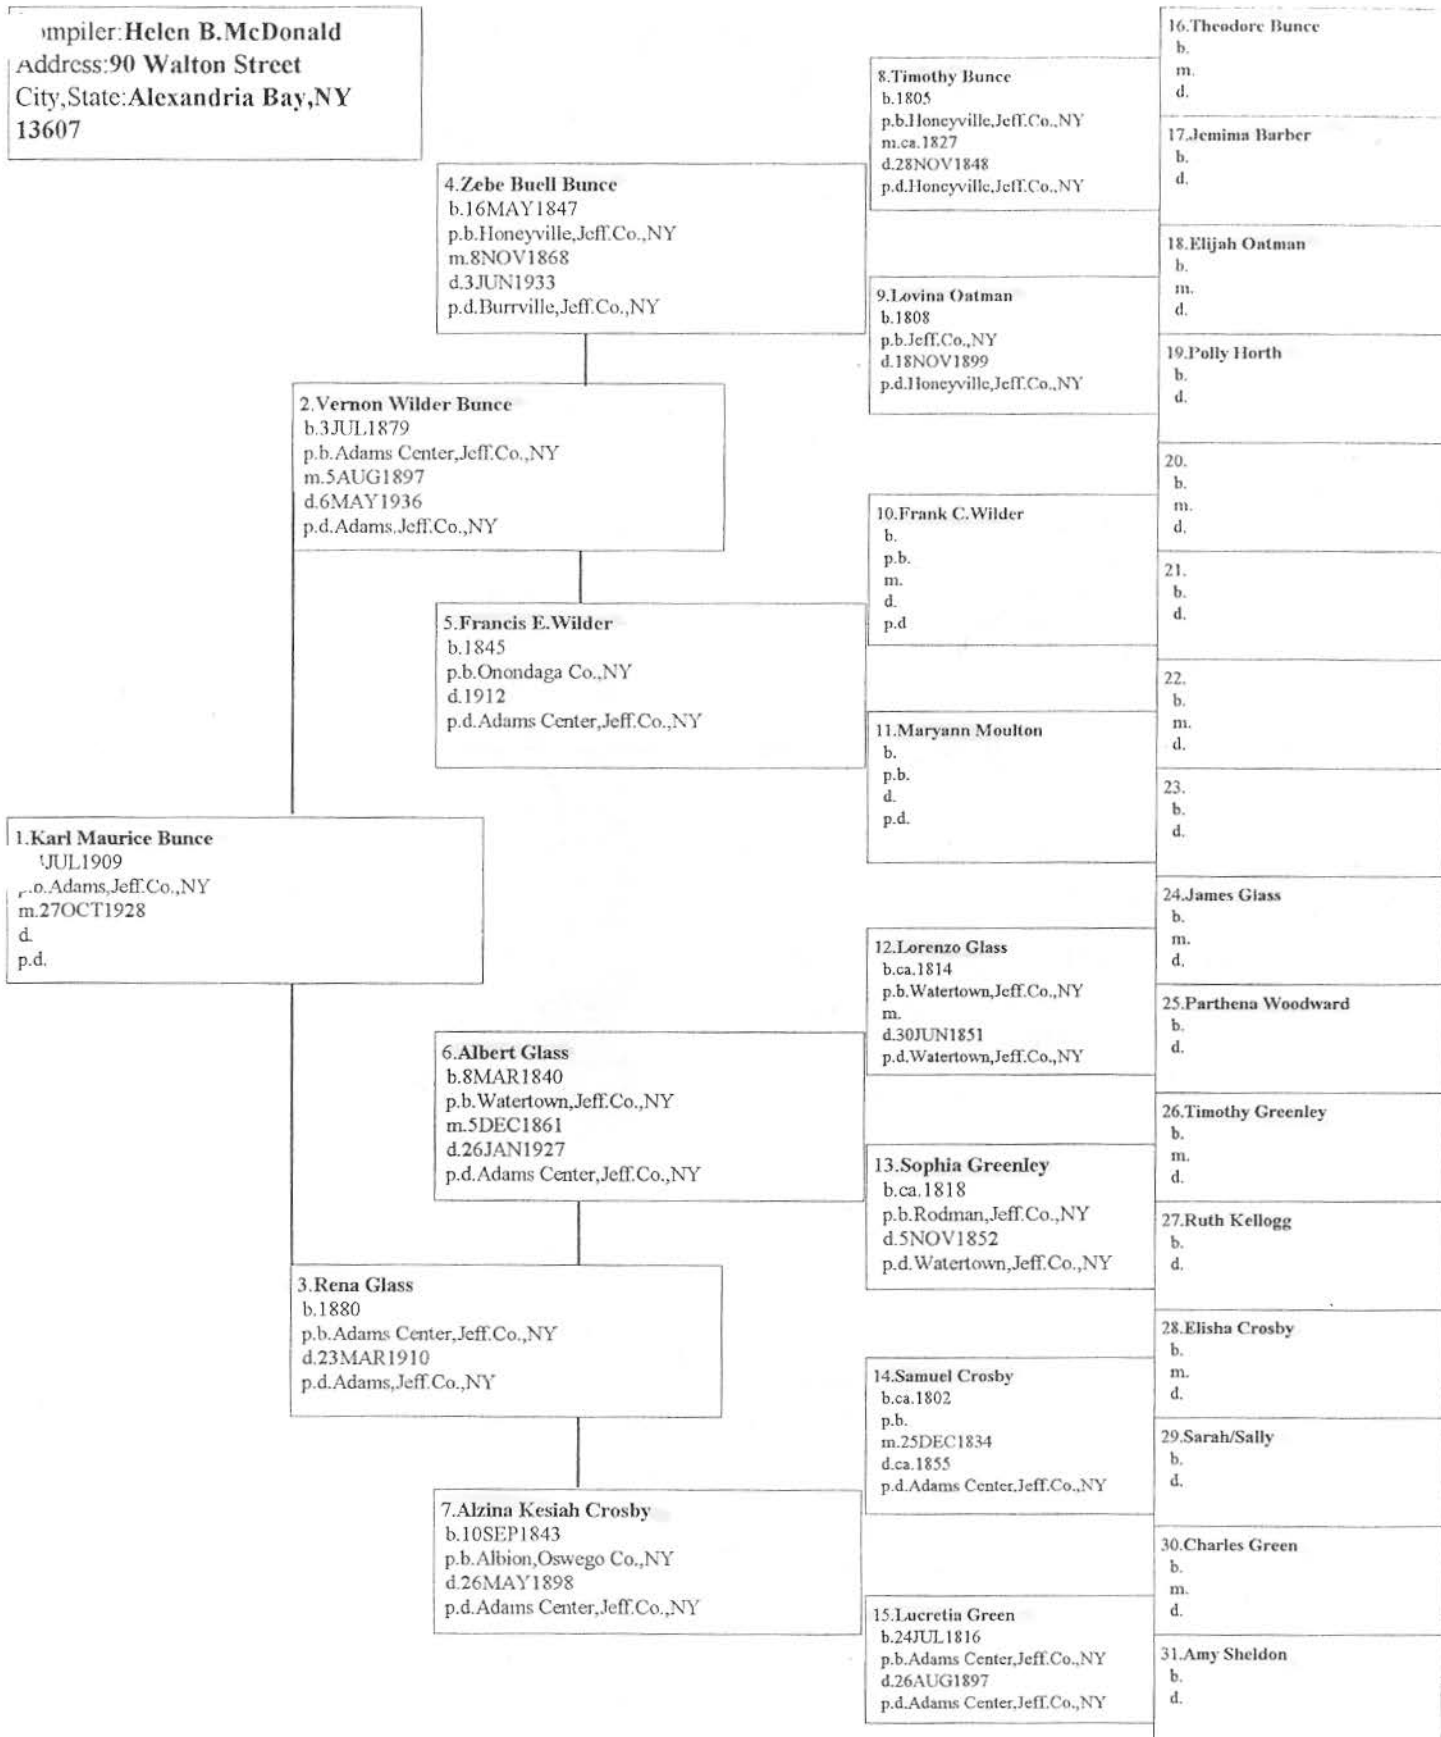 mpiler:Helen B.McDonald
Address:90 Walton Street
City,State:Alexandria Bay,NY
13607
1.Karl Maurice Bunce
JUL1909
Adams,Jeff.Co.,NY
m.27OCT1928
d.
p.d.
2.Vernon Wilder Bunce
b.3JUL1879
p.b.Adams Center,Jeff.Co.,NY
m.5AUG1897
d.6MAY1936
p.d.Adams,Jeff.Co.,NY
3.Rena Glass
b.1880
p.b.Adams Center,Jeff.Co.,NY
d.23MAR1910
p.d.Adams,Jeff.Co.,NY
4.Zebe Buell Bunce
b.16MAY1847
p.b.Honeyville,Jeff.Co.,NY
m.8NOV1868
d.3JUN1933
p.d.Burrville,Jeff.Co.,NY
5.Francis E.Wilder
b.1845
p.b.Onondaga Co.,NY
d.1912
p.d.Adams Center,Jeff.Co.,NY
6.Albert Glass
b.8MAR1840
p.b.Watertown,Jeff.Co.,NY
m.5DEC1861
d.26JAN1927
p.d.Adams Center,Jeff.Co.,NY
7.Alzina Kesiah Crosby
b.10SEP1843
p.b.Albion,Oswego Co.,NY
d.26MAY1898
p.d.Adams Center,Jeff.Co.,NY
8.Timothy Bunce
b.1805
p.b.Honeyville,Jeff.Co.,NY
m.ca.1827
d.28NOV1848
p.d.Honeyville,Jeff.Co.,NY
9.Lovina Oatman
b.1808
p.b.Jeff.Co.,NY
d.18NOV1899
p.d.Honeyville,Jeff.Co.,NY
10.Frank C.Wilder
b.
p.b.
m.
d.
p.d
11.Maryann Moulton
b.
p.b.
d.
p.d.
12.Lorenzo Glass
b.ca.1814
p.b.Watertown,Jeff.Co.,NY
m.
d.30JUN1851
p.d.Watertown,Jeff.Co.,NY
13.Sophia Greenley
b.ca.1818
p.b.Rodman,Jeff.Co.,NY
d.5NOV1852
p.d.Watertown,Jeff.Co.,NY
14.Samuel Crosby
b.ca.1802
p.b.
m.25DEC1834
d.ca.1855
p.d.Adams Center,Jeff.Co.,NY
15.Lucretia Green
b.24JUL1816
p.b.Adams Center,Jeff.Co.,NY
d.26AUG1897
p.d.Adams Center,Jeff.Co.,NY
16.Theodore Bunce
b.
m.
d.
17.Jemima Barber
b.
d.
18.Elijah Oatman
b.
m.
d.
19.Polly Horth
b.
d.
20.
b.
m.
d.
21.
b.
d.
22.
b.
m.
d.
23.
b.
d.
24.James Glass
b.
m.
d.
25.Parthena Woodward
b.
d.
26.Timothy Greenley
b.
m.
d.
27.Ruth Kellogg
b.
d.
28.Elisha Crosby
b.
m.
d.
29.Sarah/Sally
b.
d.
30.Charles Green
b.
m.
d.
31.Amy Sheldon
b.
d.